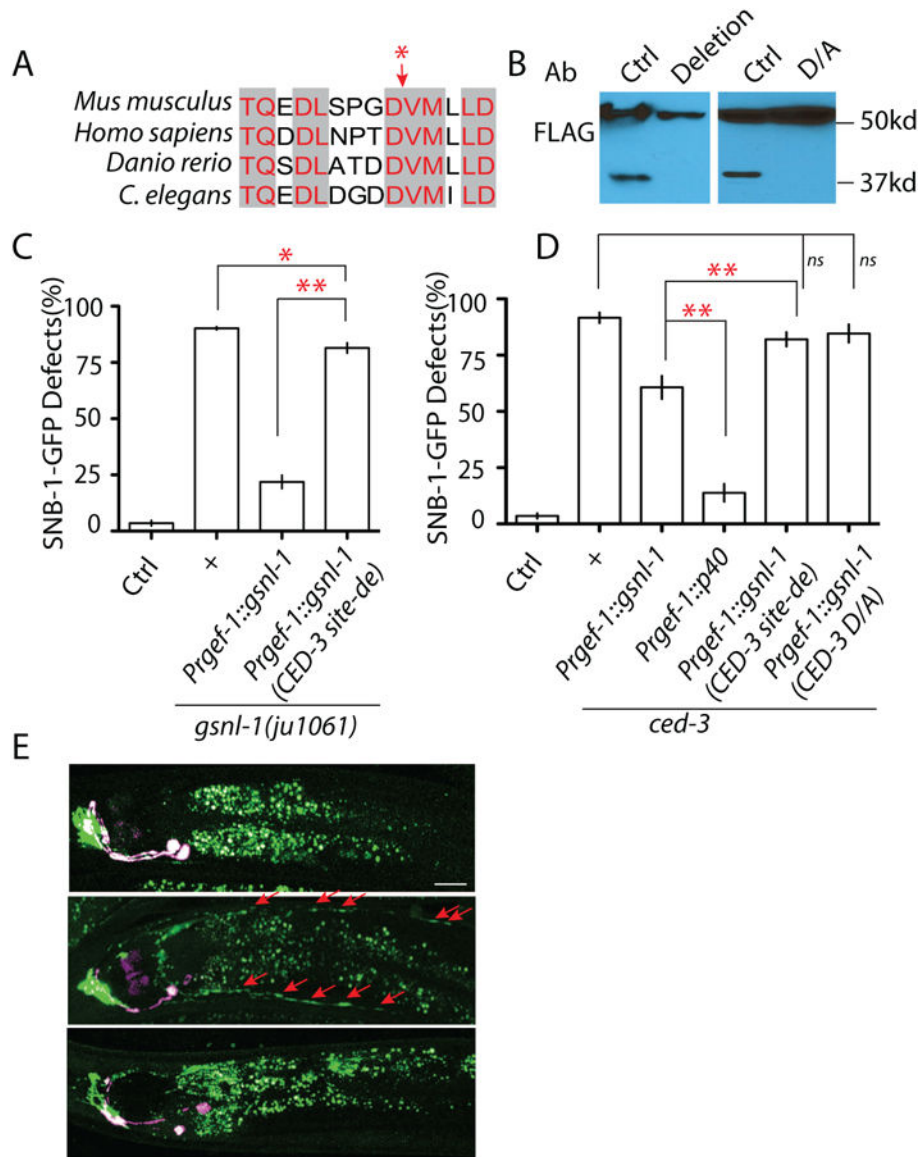 A
*
Mus musculus TQEDLSPGDVMLLD
Homo sapiens TQDDLNPTDVMLLD
Danio rerio TQSDLATDDVMLLD
C. elegans TQEDLDGDDVMILD
B Ab Ctrl Deletion Ctrl D/A
FLAG
50kd
37kd
C
SNB-1-GFP Defects(%)
100
75
50
25
0
*
**
Ctrl
+
Prgef-1::gsnl-1
Prgef-1::gsnl-1
(CED-3 site-de)
gsnl-1(ju1061)
D
SNB-1-GFP Defects(%)
100
75
50
25
0
**
**
ns
ns
Ctrl
+
Prgef-1::gsnl-1
Prgef-1::p40
Prgef-1::gsnl-1
(CED-3 site-de)
Prgef-1::gsnl-1
(CED-3 D/A)
ced-3
E